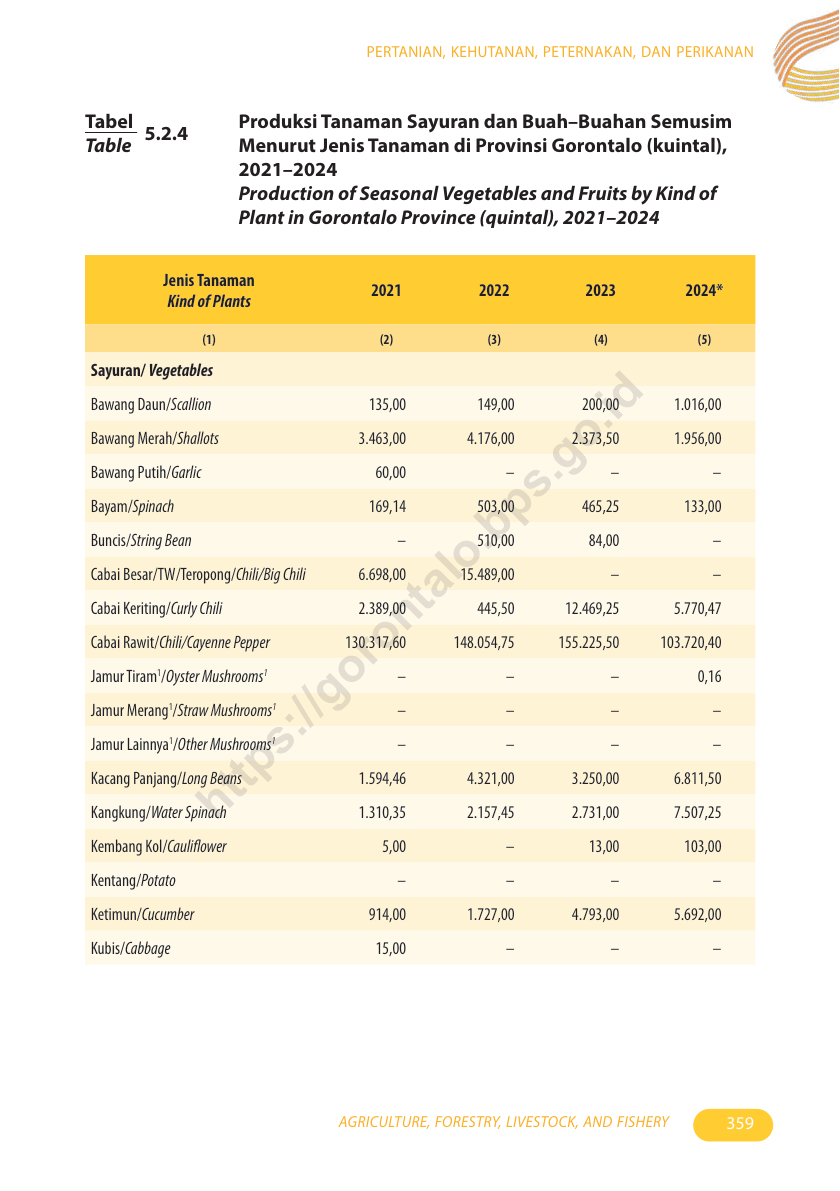 PERTANIAN, KEHUTANAN, PETERNAKAN, DAN PERIKANAN
Tabel
Table
5.2.4
Produksi Tanaman Sayuran dan Buah–Buahan Semusim
Menurut Jenis Tanaman di Provinsi Gorontalo (kuintal),
2021–2024
Production of Seasonal Vegetables and Fruits by Kind of
Plant in Gorontalo Province (quintal), 2021–2024
Jenis Tanaman
Kind of Plants
2021 2022 2023 2024*
(1) (2) (3) (4) (5)
Sayuran/ Vegetables
Bawang Daun/Scallion 135,00 149,00 200,00 1.016,00
Bawang Merah/Shallots 3.463,00 4.176,00 2.373,50 1.956,00
Bawang Putih/Garlic 60,00 – – –
Bayam/Spinach 169,14 503,00 465,25 133,00
Buncis/String Bean – 510,00 84,00 –
Cabai Besar/TW/Teropong/Chili/Big Chili 6.698,00 15.489,00 – –
Cabai Keriting/Curly Chili 2.389,00 445,50 12.469,25 5.770,47
Cabai Rawit/Chili/Cayenne Pepper 130.317,60 148.054,75 155.225,50 103.720,40
Jamur Tiram¹/Oyster Mushrooms¹ – – – 0,16
Jamur Merang¹/Straw Mushrooms¹ – – – –
Jamur Lainnya¹/Other Mushrooms¹ – – – –
Kacang Panjang/Long Beans 1.594,46 4.321,00 3.250,00 6.811,50
Kangkung/Water Spinach 1.310,35 2.157,45 2.731,00 7.507,25
Kembang Kol/Cauliflower 5,00 – 13,00 103,00
Kentang/Potato – – – –
Ketimun/Cucumber 914,00 1.727,00 4.793,00 5.692,00
Kubis/Cabbage 15,00 – – –
https://gorontalo.bps.go.id
AGRICULTURE, FORESTRY, LIVESTOCK, AND FISHERY 359